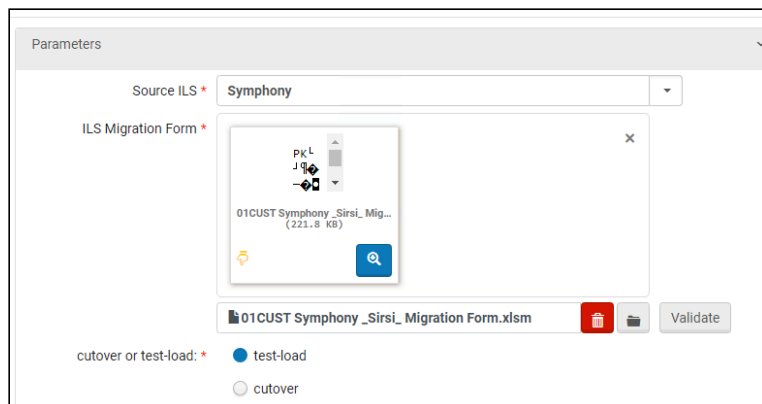 Parameters
Source ILS *
Symphony
ILS Migration Form *
PK
01CUST Symphony _Sirsi_ Mig...
(221.8 KB)
01CUST Symphony _Sirsi_ Migration Form.xlsm
Validate
cutover or test-load: *
test-load
cutover